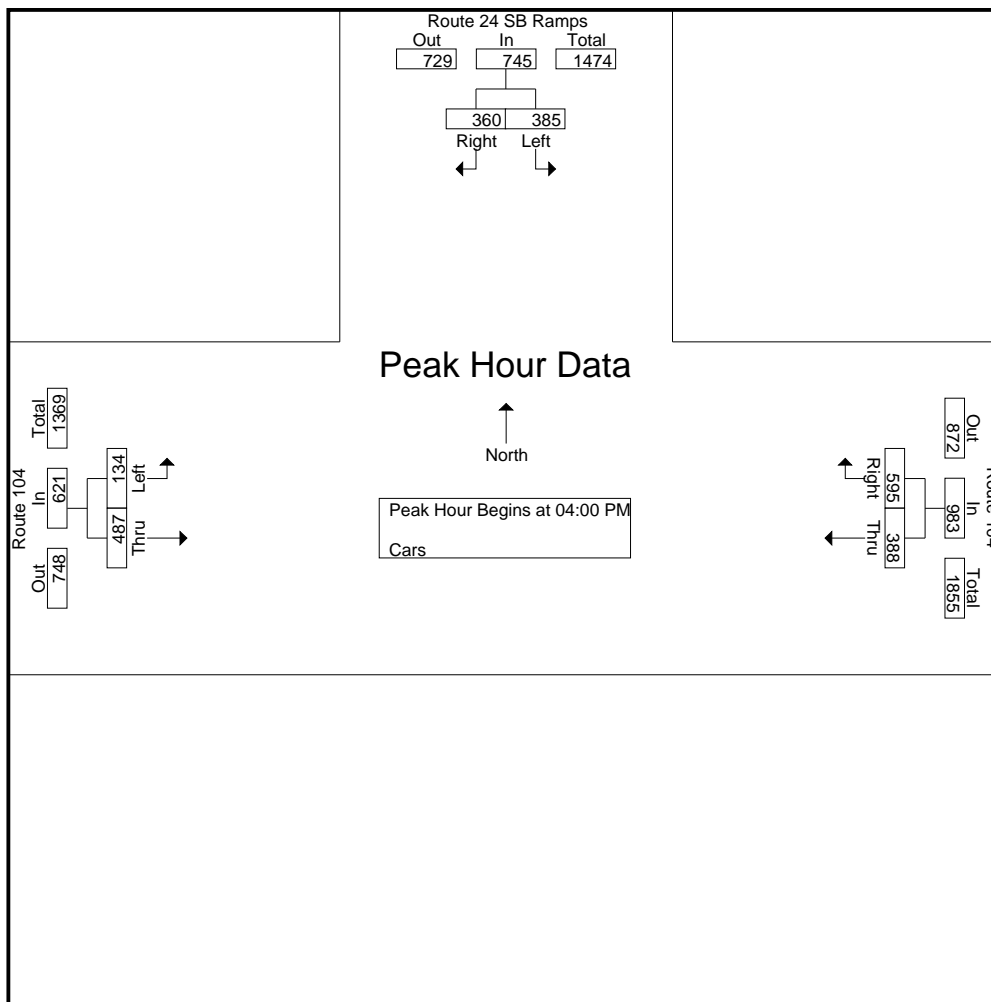 Route 24 SB Ramps
Out In Total
729 745 1474
360 385
Right Left
Peak Hour Data
North
Peak Hour Begins at 04:00 PM
Cars
Route 104
Out In Total
748 621 1369
Left Thru
134 487
Out In Total
872 983 1855
Right Thru
595 388
Route 104